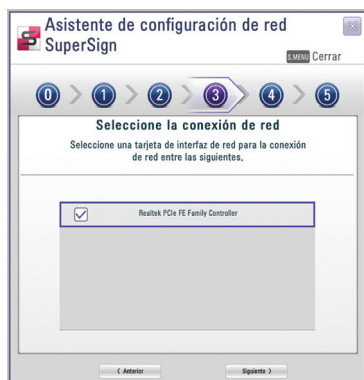 Asistente de configuración de red
SuperSign
S.MENU Cerrar
0 > 1 > 2 > 3 > 4 > 5
Seleccione la conexión de red
Seleccione una tarjeta de interfaz de red para la conexión
de red entre las siguientes.
Realtek PCIe FE Family Controller
< Anterior Siguiente >